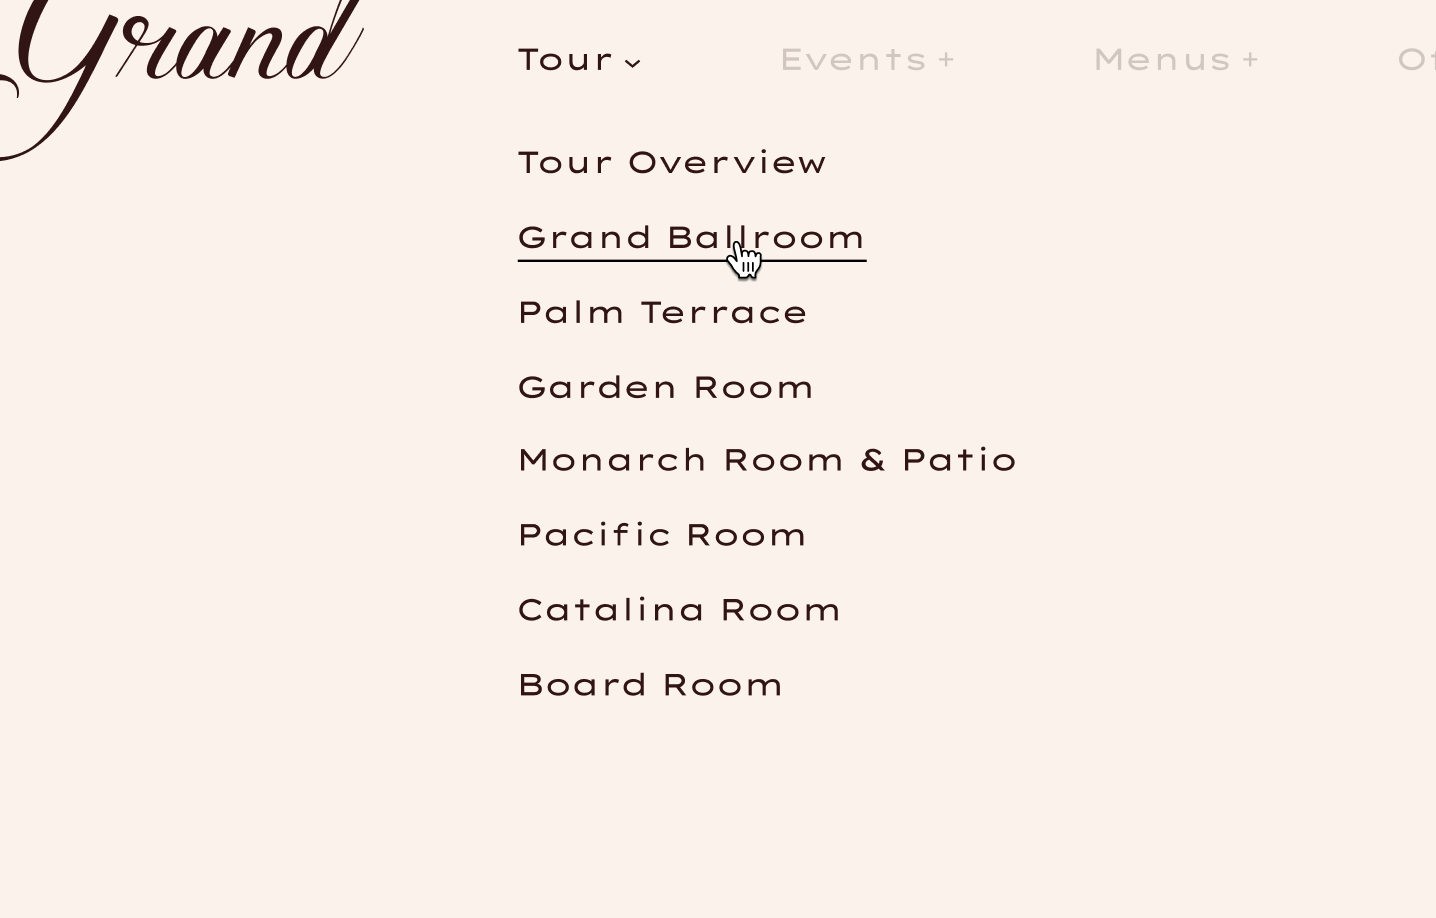 Grand
Tour
Events +
Menus +
Tour Overview
Grand Ballroom
Palm Terrace
Garden Room
Monarch Room & Patio
Pacific Room
Catalina Room
Board Room